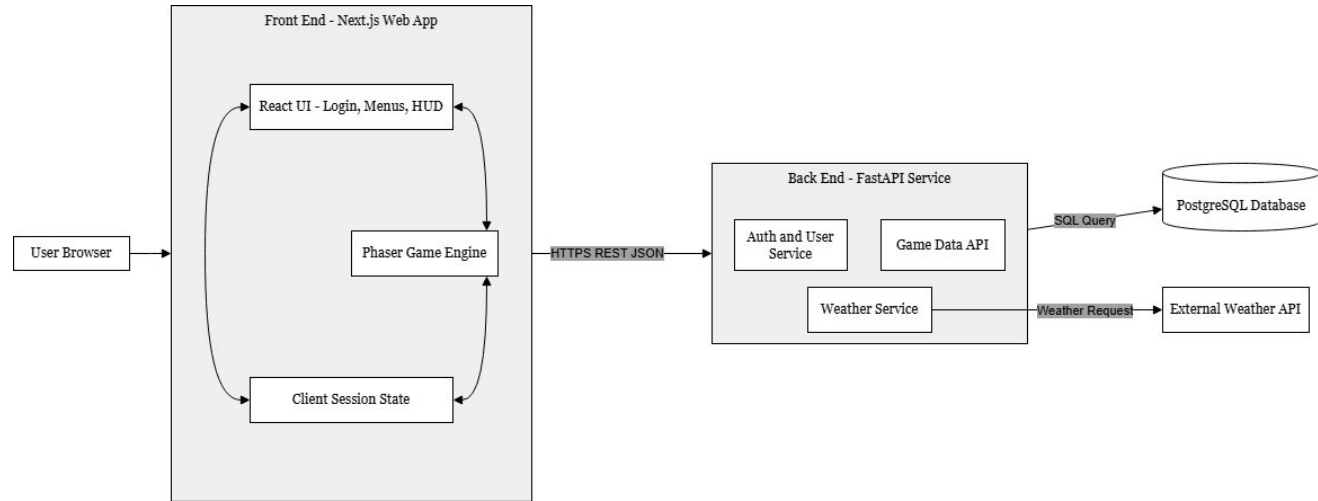 Front End - Next.js Web App
React UI - Login, Menus, HUD
User Browser
Phaser Game Engine
Client Session State
HTTPS REST JSON
Back End - FastAPI Service
Auth and User
Service
Game Data API
Weather Service
SQL Query
PostgreSQL Database
Weather Request
External Weather API